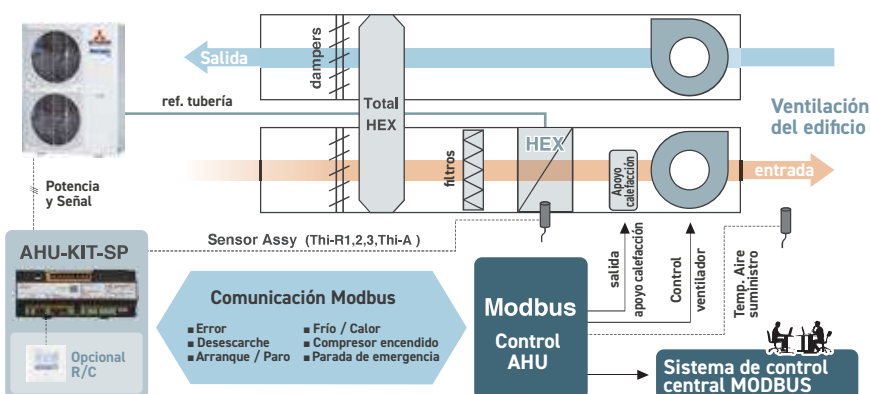 Salida
dampers
ref. tubería
Total
HEX
Ventilación
del edificio
HEX
filtros
Apoyo
calefacción
entrada
Potencia
y Señal
Sensor Assy (Thi-R1,2,3,Thi-A )
AHU-KIT-SP
Opcional
R/C
Comunicación Modbus
■ Error
■ Desescarche
■ Arranque / Paro
■ Frío / Calor
■ Compresor encendido
■ Parada de emergencia
salida
apoyo calefacción
Control
ventilador
Temp. Aire
suministro
Modbus
Control
AHU
Sistema de control
central MODBUS